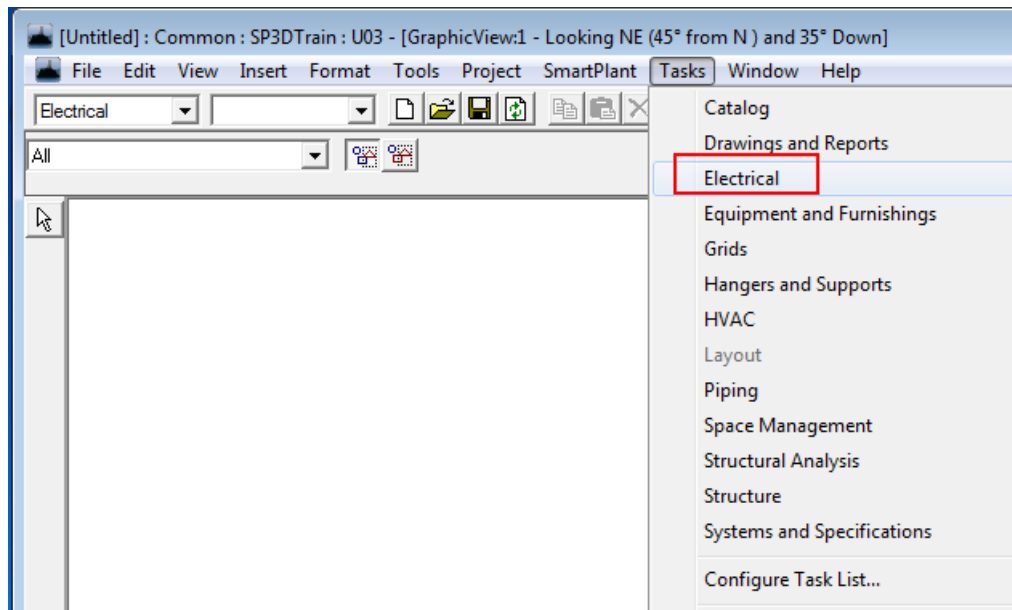 [Untitled] : Common : SP3DTrain : U03 - [GraphicView:1 - Looking NE (45° from N ) and 35° Down]
File Edit View Insert Format Tools Project SmartPlant Tasks Window Help
Electrical
All
Catalog
Drawings and Reports
Electrical
Equipment and Furnishings
Grids
Hangers and Supports
HVAC
Layout
Piping
Space Management
Structural Analysis
Structure
Systems and Specifications
Configure Task List...